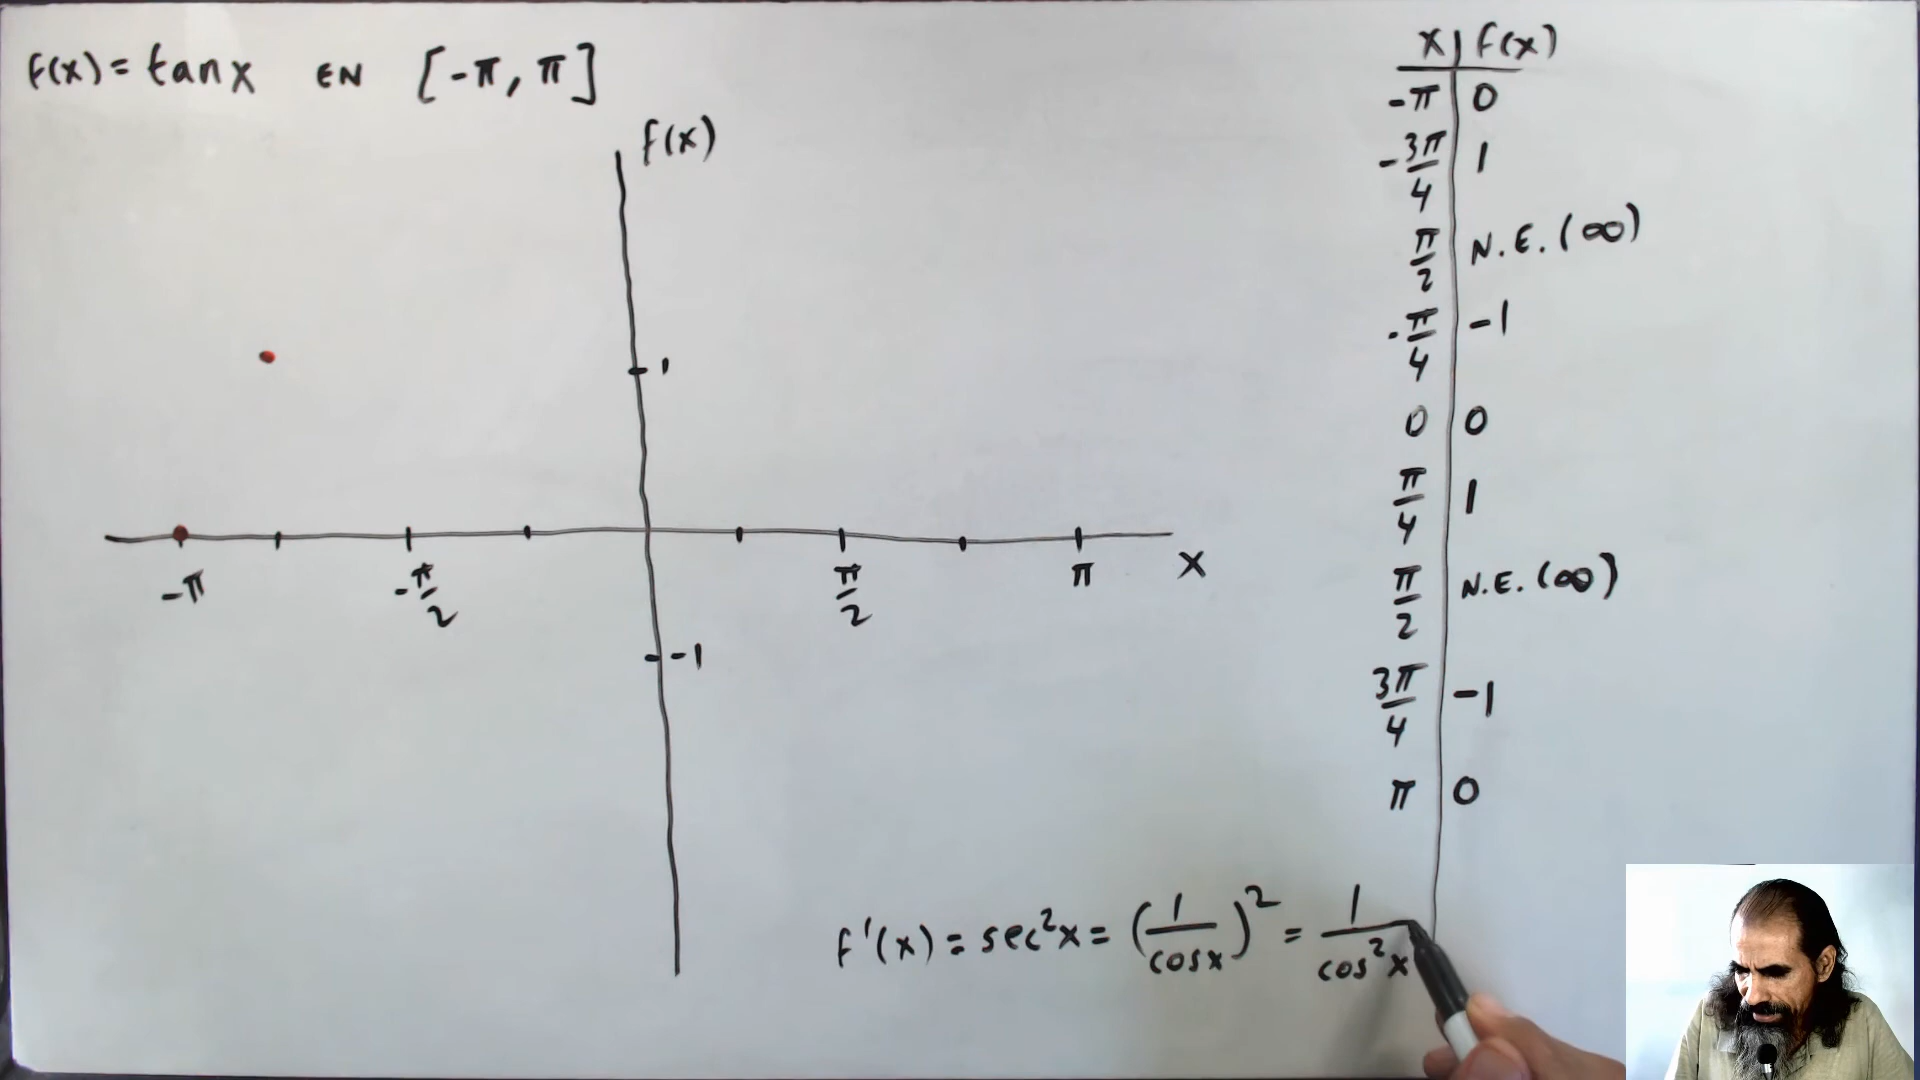 f(x) = tan x EN [-π, π]
f(x)
1
-π -π/2 π/2 π X
-1
x | f(x)
-π | 0
-3π/4 | 1
π/2 | N.E. (∞)
-π/4 | -1
0 | 0
π/4 | 1
π/2 | N.E. (∞)
3π/4 | -1
π | 0
f'(x) = sec²x = (1/cosx)² = 1/cos²x